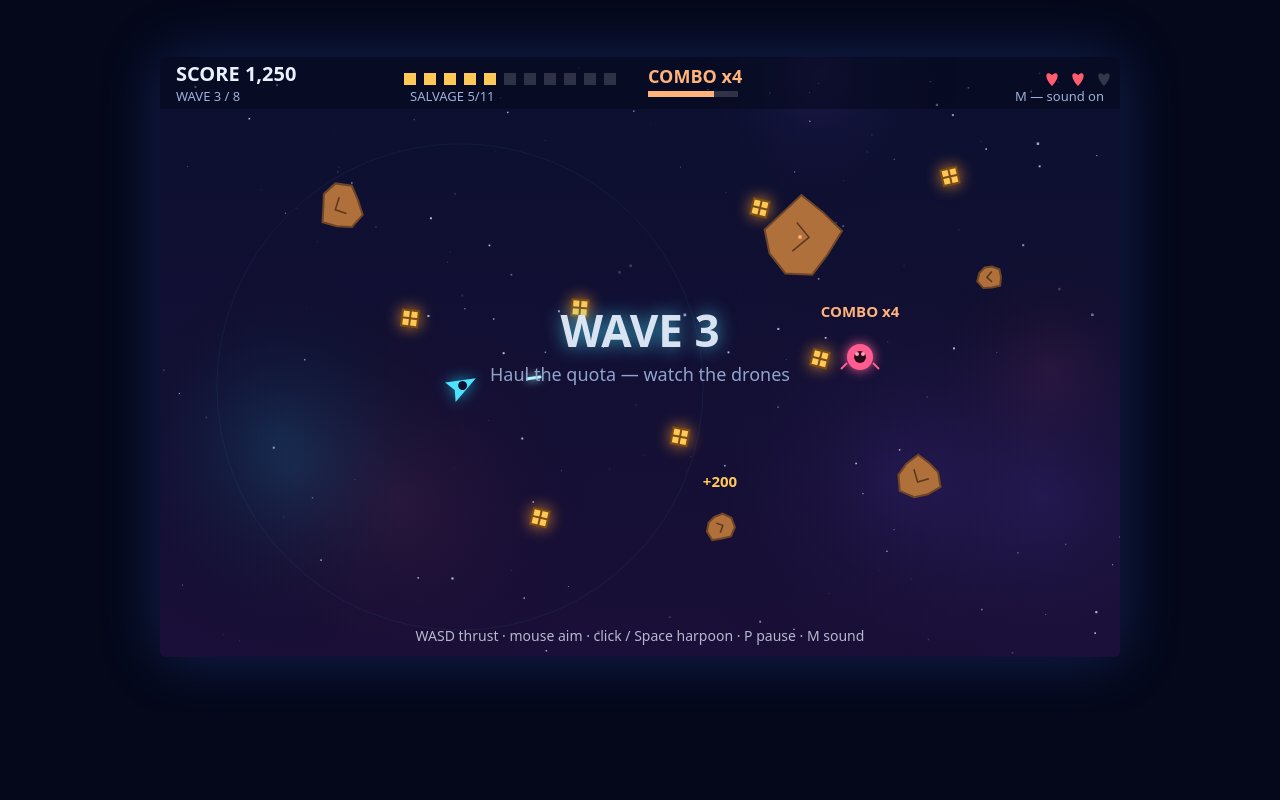 SCORE 1,250
WAVE 3 / 8
SALVAGE 5/11
COMBO x4
M — sound on
COMBO x4
WAVE 3
Haul the quota — watch the drones
+200
WASD thrust · mouse aim · click / Space harpoon · P pause · M sound